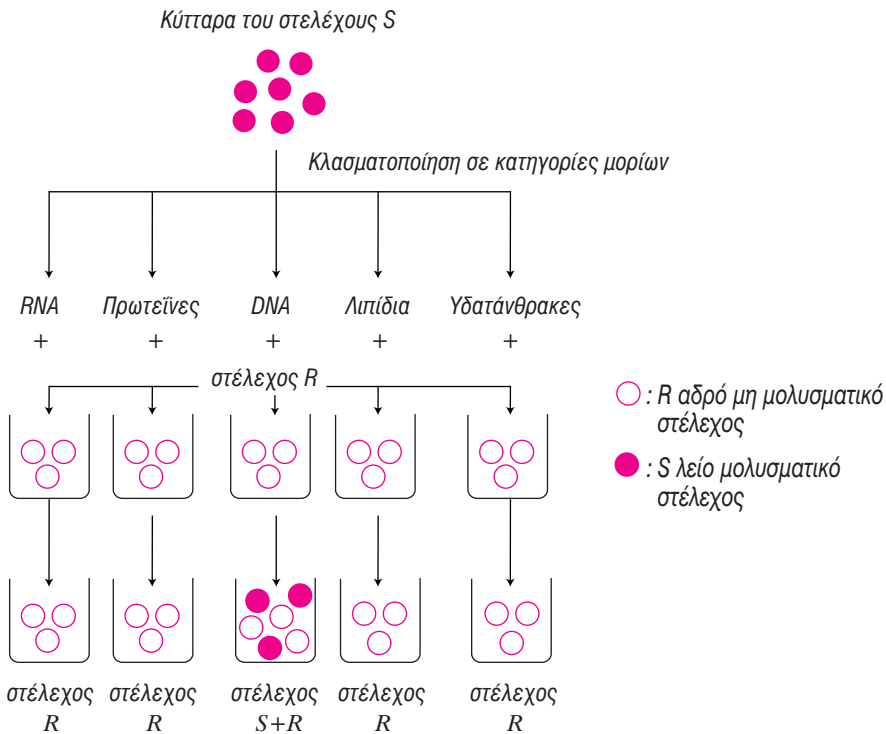 Κύτταρα του στελέχους S
Κλασματοποίηση σε κατηγορίες μορίων
RNA Πρωτεΐνες DNA Λιπίδια Υδατάνθρακες
+ + + + +
στέλεχος R
: R αδρό μη μολυσματικό
στέλεχος
: S λείο μολυσματικό
στέλεχος
στέλεχος στέλεχος στέλεχος στέλεχος στέλεχος
R R S+R R R